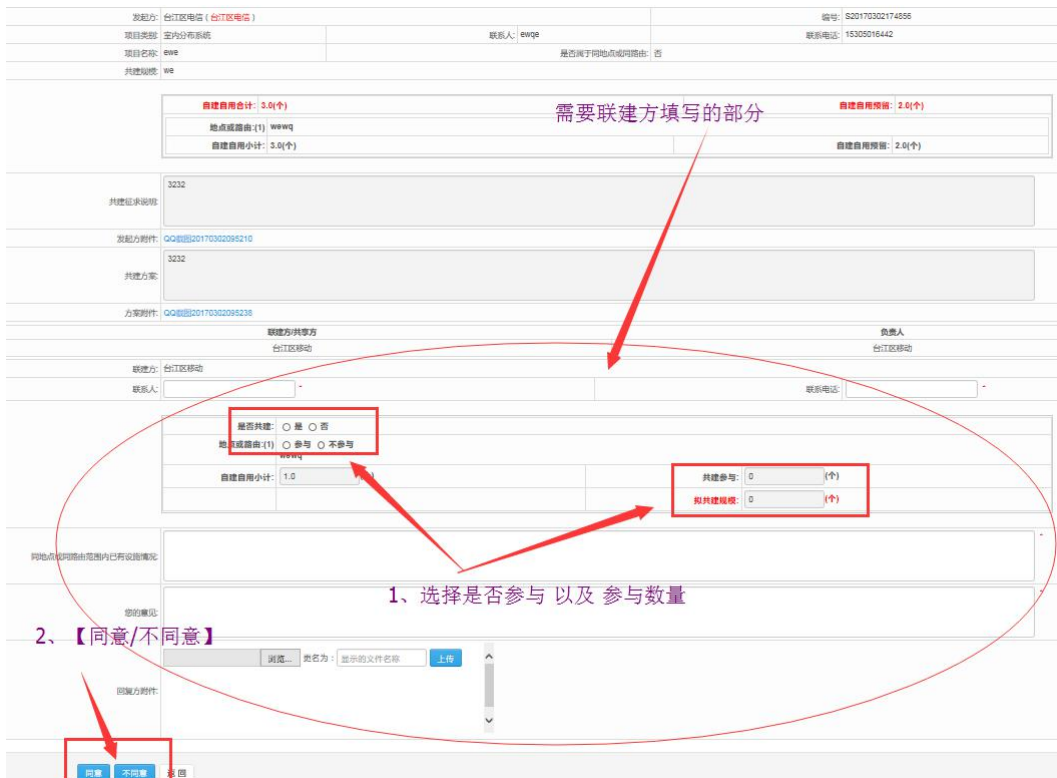 发起方: 台江区电信 ( 台江区电信 ) 编号: S20170302174856
项目类别: 室内分布系统 联系人: ewqe 联系电话: 15305016442
项目名称: ewe 是否属于同地点或同路由: 否
共建规模: we
自建自用合计: 3.0(个) 自建自用预留: 2.0(个)
需要联建方填写的部分
地点或路由:(1) wewq
自建自用小计: 3.0(个) 自建自用预留: 2.0(个)
共建征求说明: 3232
发起方附件: QQ截图20170302095210
共建方案: 3232
方案附件: QQ截图20170302095238
联建方/共享方 负责人
台江区移动 台江区移动
联建方: 台江区移动
联系人: 联系电话:
是否共建: 是 否
地点或路由:(1) 参与 不参与
wewq
自建自用小计: 1.0 共建参与: 0 (个)
拟共建规模: 0 (个)
同地点或同路由范围内已有设施情况:
1、选择是否参与 以及 参与数量
您的意见:
2、【同意/不同意】
浏览... 更名为: 显示的文件名称 上传
回复方附件:
同意 不同意 返回